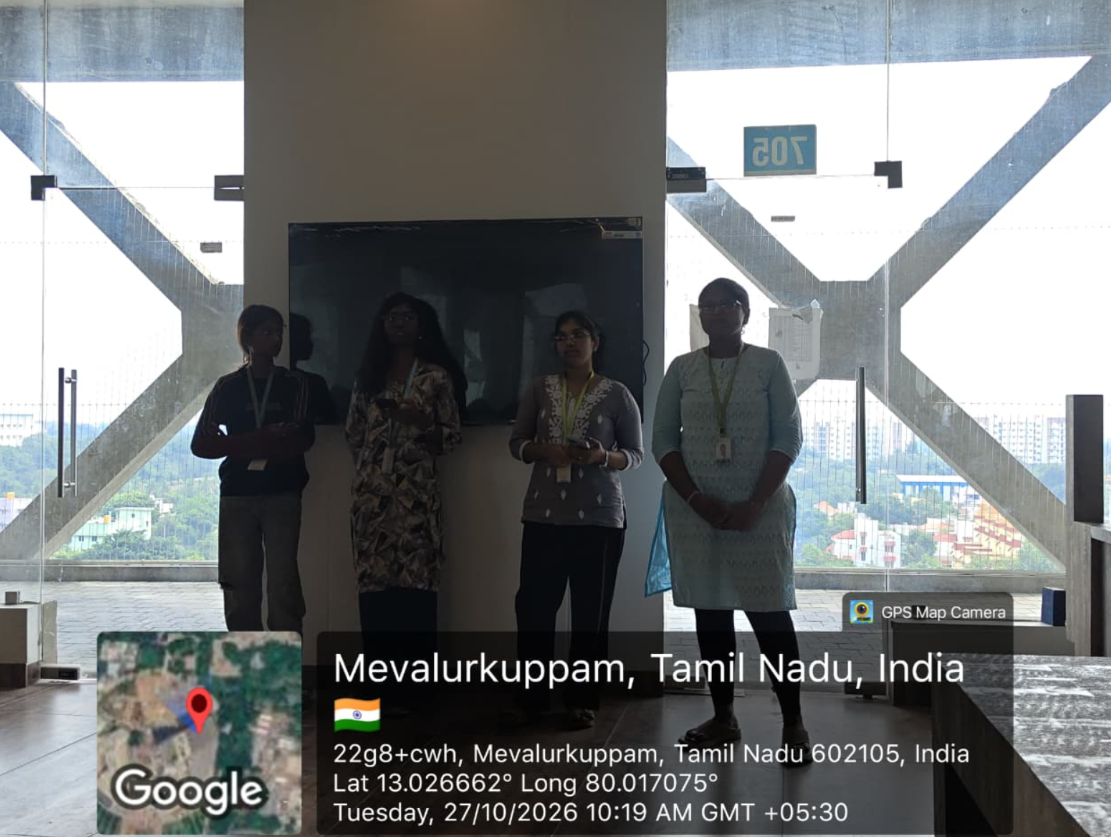 705
GPS Map Camera
Mevalurkuppam, Tamil Nadu, India
22g8+cwh, Mevalurkuppam, Tamil Nadu 602105, India
Lat 13.026662° Long 80.017075°
Tuesday, 27/10/2026 10:19 AM GMT +05:30
Google